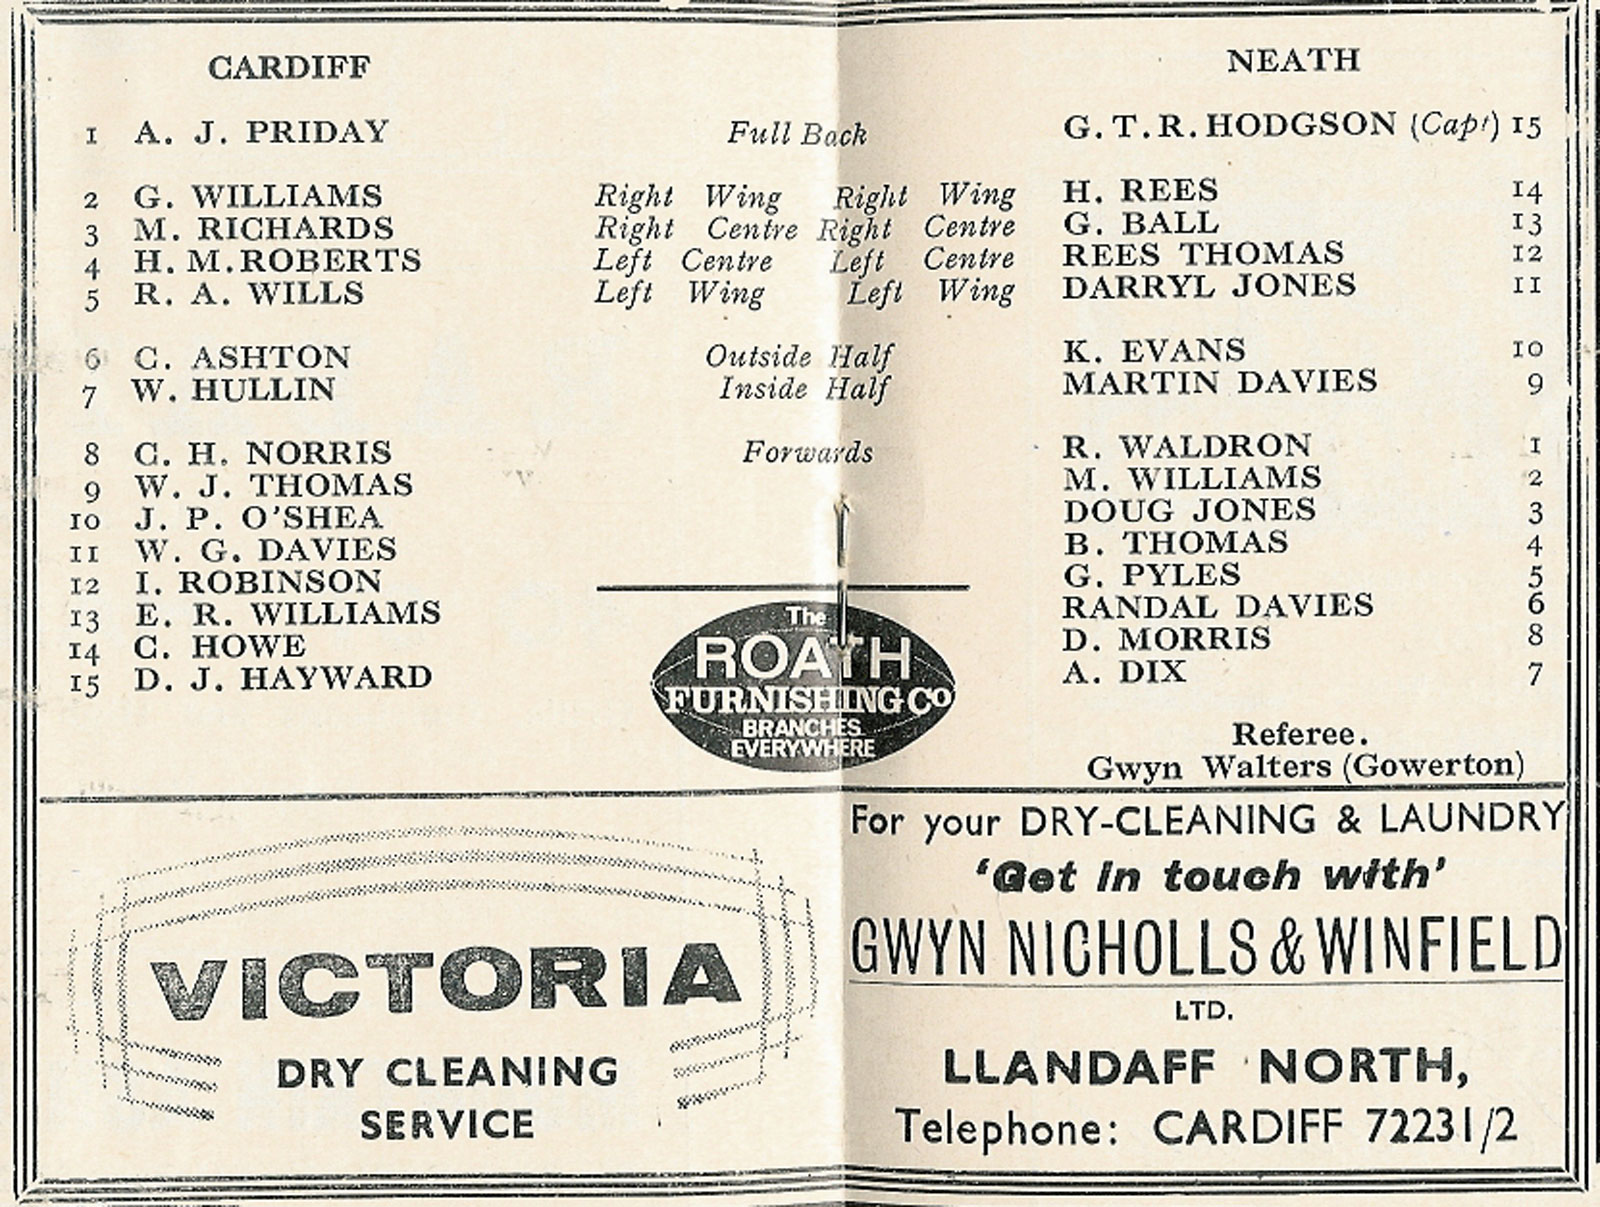 CARDIFF NEATH
1 A. J. PRIDAY Full Back G. T. R. HODGSON (Capt) 15
2 G. WILLIAMS Right Wing Right Wing H. REES 14
3 M. RICHARDS Right Centre Right Centre G. BALL 13
4 H. M. ROBERTS Left Centre Left Centre REES THOMAS 12
5 R. A. WILLS Left Wing Left Wing DARRYL JONES 11
6 C. ASHTON Outside Half K. EVANS 10
7 W. HULLIN Inside Half MARTIN DAVIES 9
8 C. H. NORRIS Forwards R. WALDRON 1
9 W. J. THOMAS M. WILLIAMS 2
10 J. P. O'SHEA DOUG JONES 3
11 W. G. DAVIES B. THOMAS 4
12 I. ROBINSON G. PYLES 5
13 E. R. WILLIAMS RANDAL DAVIES 6
14 C. HOWE D. MORRIS 8
15 D. J. HAYWARD A. DIX 7
The
ROATH
FURNISHING CO
BRANCHES
EVERYWHERE
Referee.
Gwyn Walters (Gowerton)
VICTORIA
DRY CLEANING
SERVICE
For your DRY-CLEANING & LAUNDRY
'Get in touch with'
GWYN NICHOLLS & WINFIELD
LTD.
LLANDAFF NORTH,
Telephone: CARDIFF 72231/2